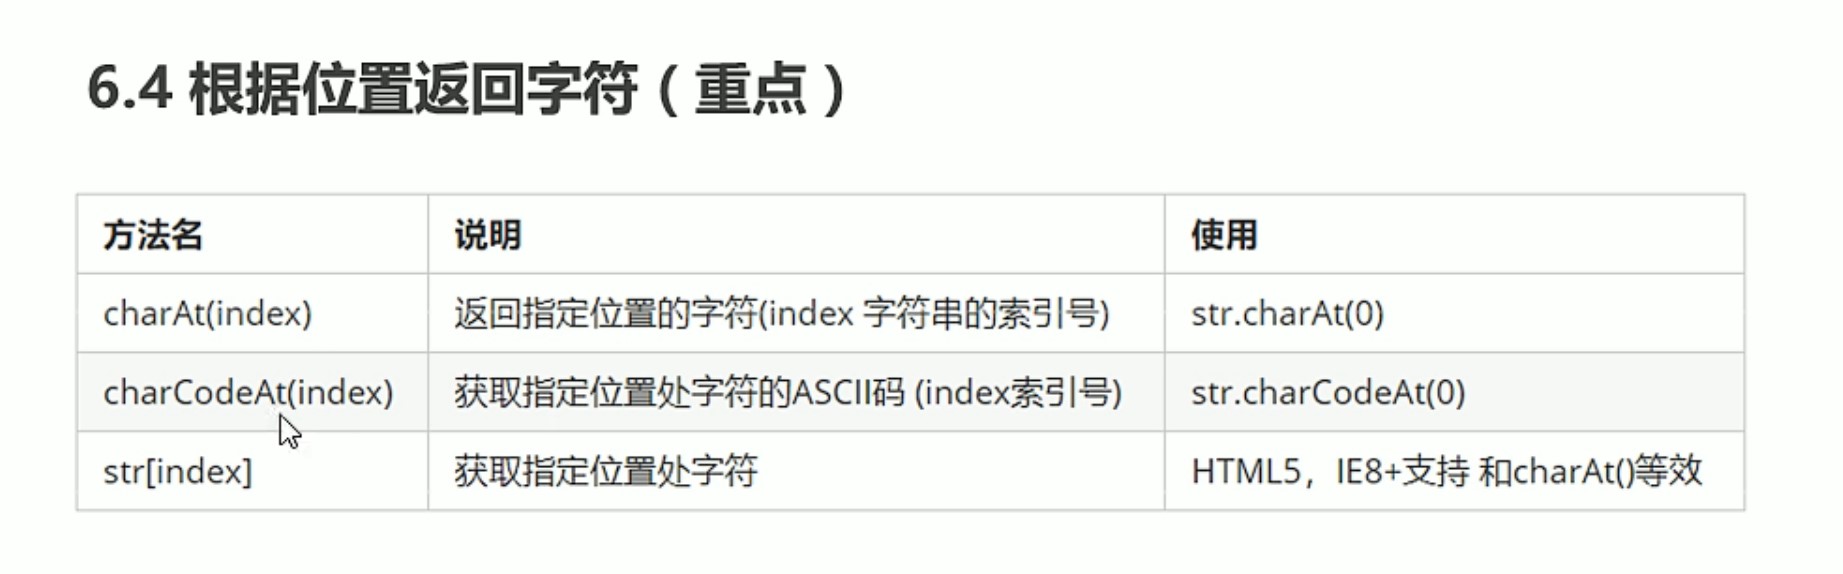 6.4 根据位置返回字符（重点）
方法名 说明 使用
charAt(index) 返回指定位置的字符(index 字符串的索引号) str.charAt(0)
charCodeAt(index) 获取指定位置处字符的ASCII码 (index索引号) str.charCodeAt(0)
str[index] 获取指定位置处字符 HTML5，IE8+支持 和charAt()等效